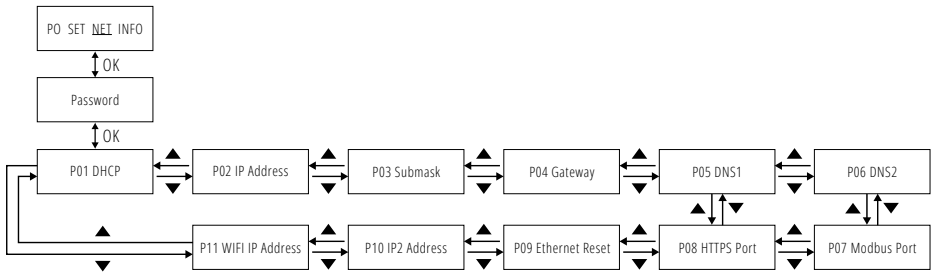 PO SET NET INFO
OK
Password
OK
P01 DHCP
P02 IP Address
P03 Submask
P04 Gateway
P05 DNS1
P06 DNS2
P11 WIFI IP Address
P10 IP2 Address
P09 Ethernet Reset
P08 HTTPS Port
P07 Modbus Port